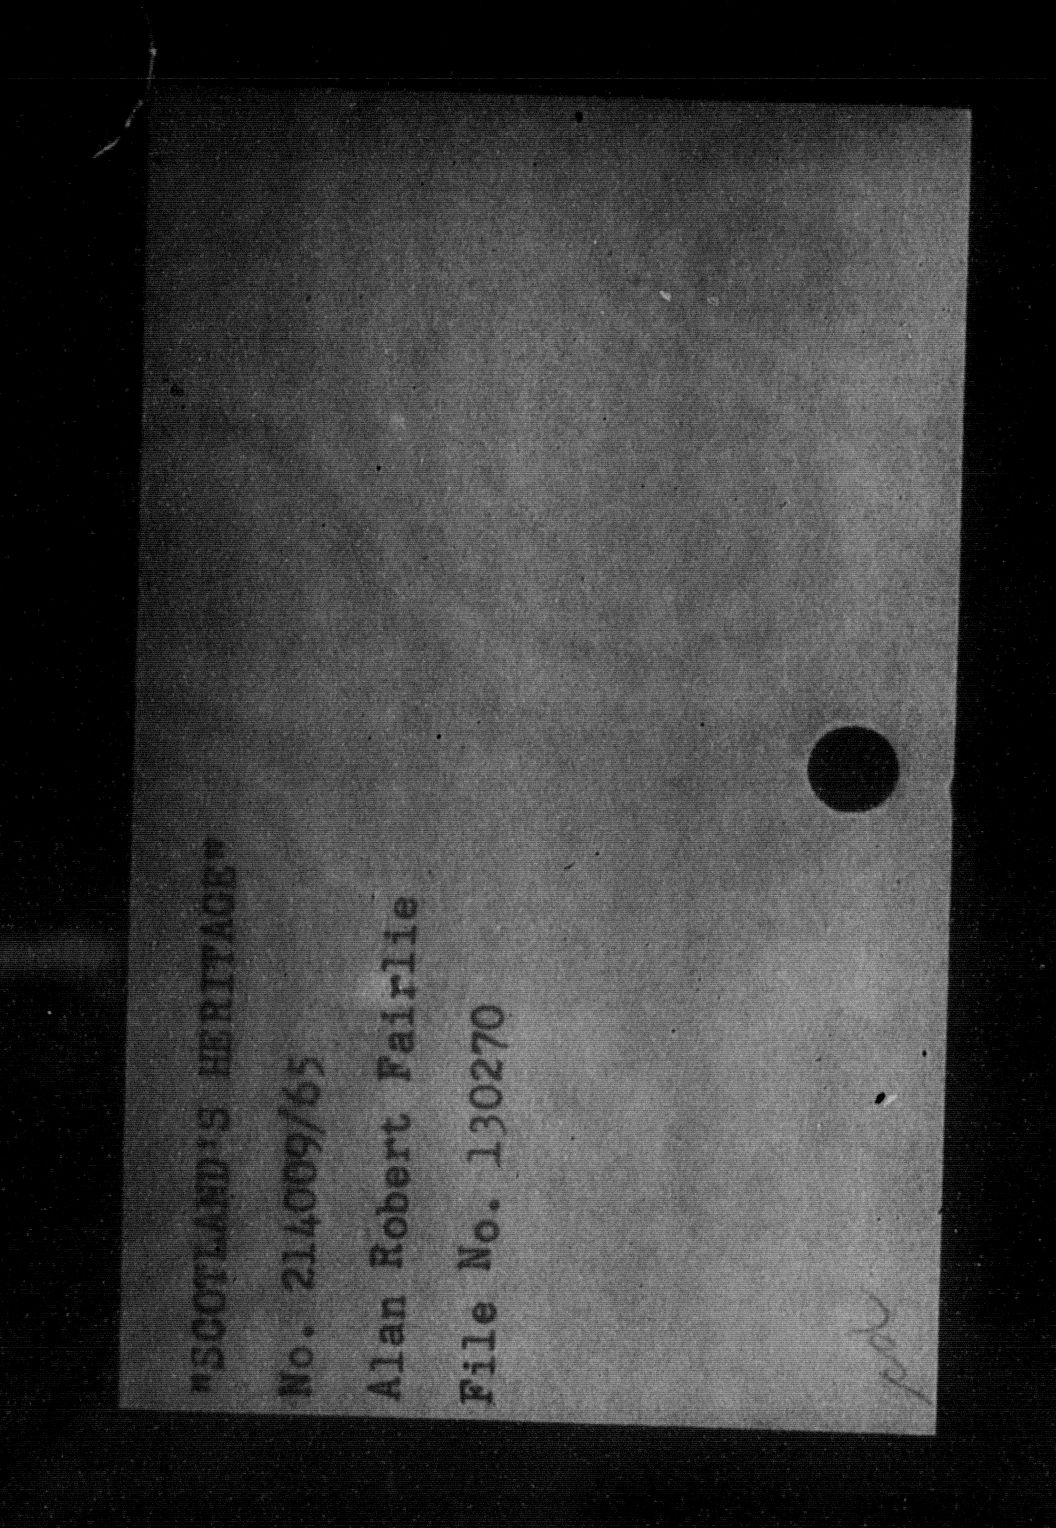 "SCOTLAND'S HERITAGE"
No. 214009/65
Alan Robert Fairlie
File No. 130270